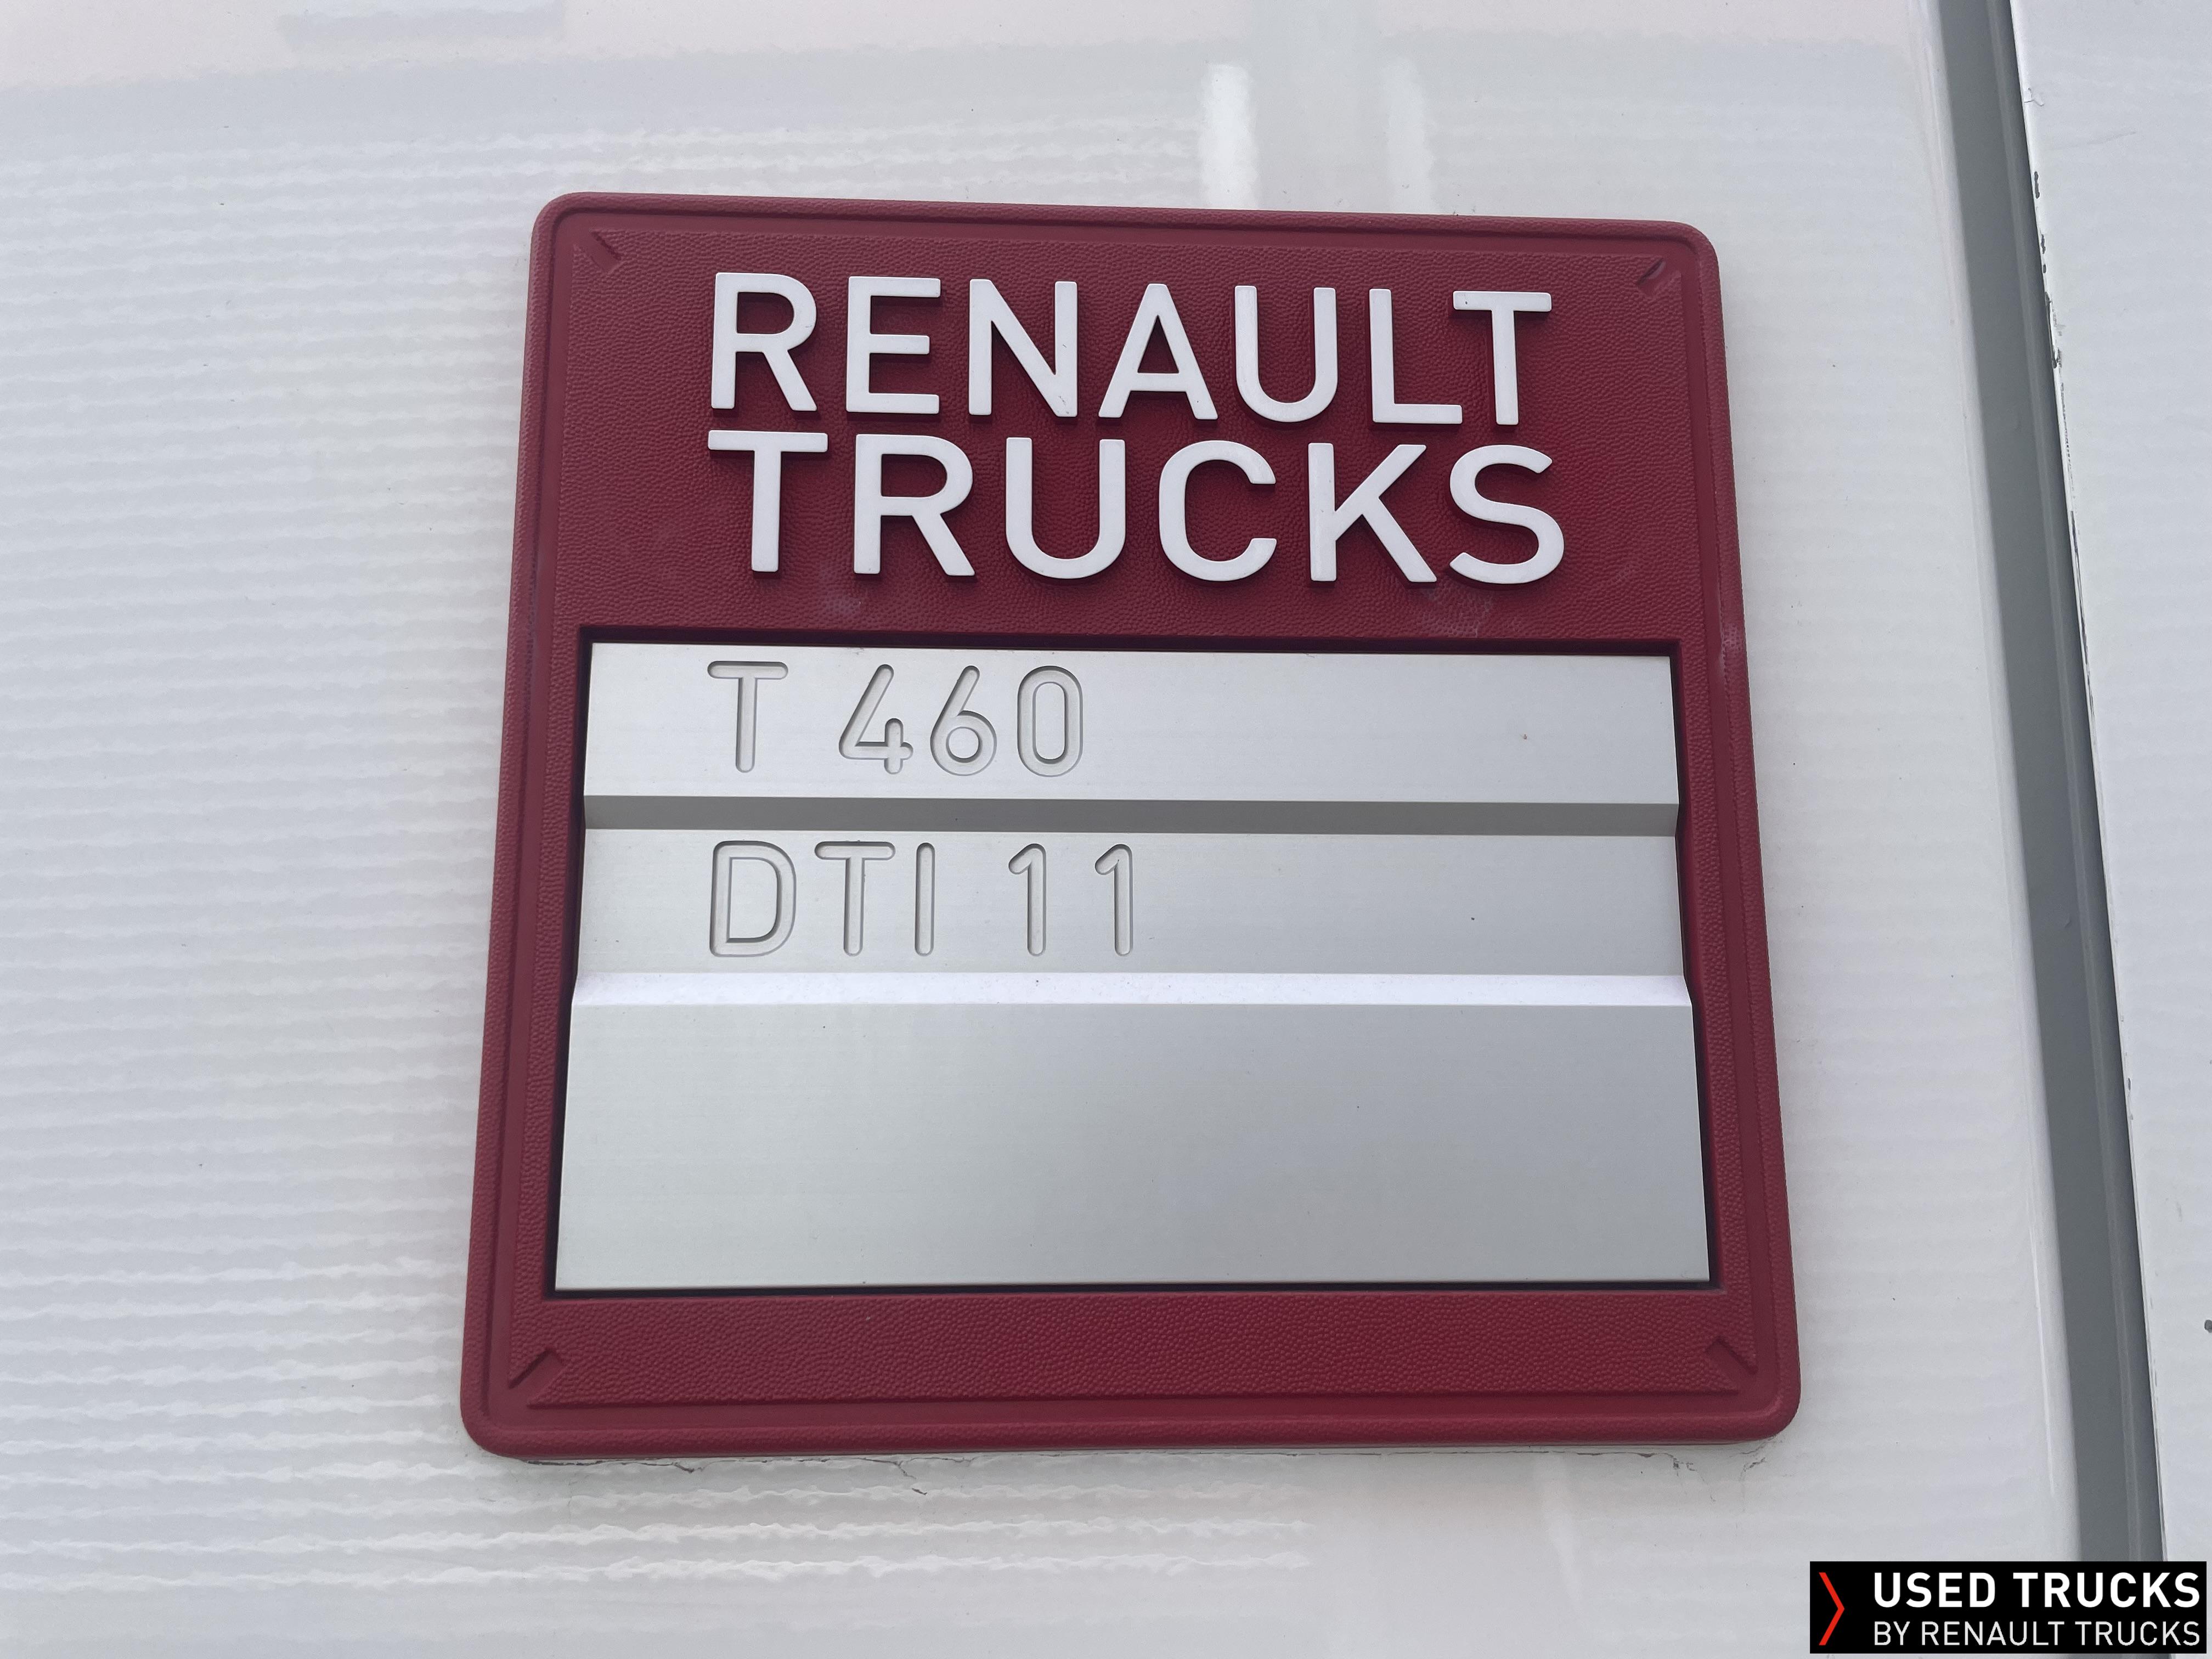 RENAULT
TRUCKS
T 460
DTI 11
USED TRUCKS
BY RENAULT TRUCKS